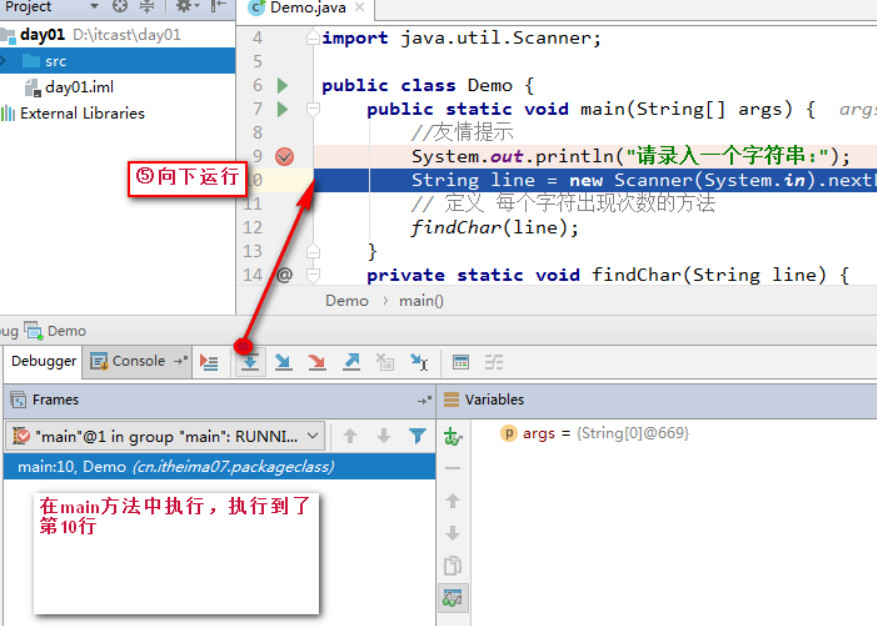 Project
Demo.java
day01 D:\itcast\day01
src
day01.iml
External Libraries
4 import java.util.Scanner;
5
6 public class Demo {
7 public static void main(String[] args) { args
8 //友情提示
9 System.out.println("请录入一个字符串:");
10 String line = new Scanner(System.in).nextL
11 // 定义 每个字符出现次数的方法
12 findChar(line);
13 }
14 @ private static void findChar(String line) {
⑤向下运行
Demo › main()
ug Demo
Debugger Console
Frames
Variables
"main"@1 in group "main": RUNNI...
args = {String[0]@669}
main:10, Demo (cn.itheima07.packageclass)
在main方法中执行，执行到了
第10行